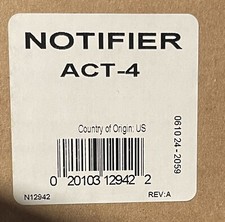 NOTIFIER
ACT-4
Country of Origin: US
0 20103 12942 2
N12942
REV:A
0610 24-2059